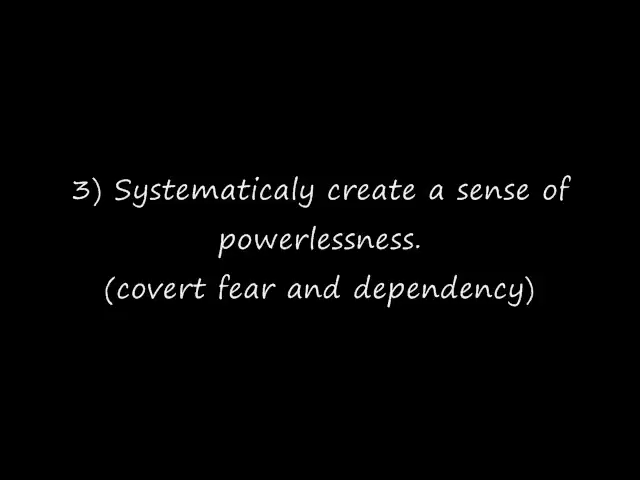 3) Systematicaly create a sense of
powerlessness.
(covert fear and dependency)